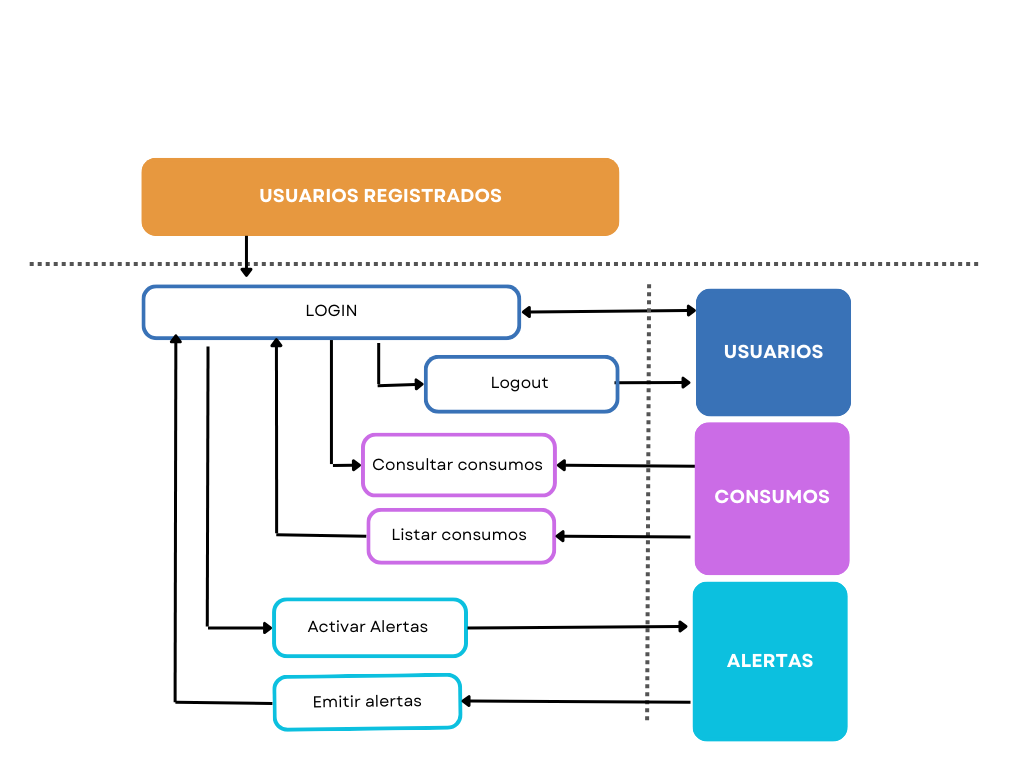 USUARIOS REGISTRADOS
LOGIN
USUARIOS
Logout
Consultar consumos
CONSUMOS
Listar consumos
Activar Alertas
ALERTAS
Emitir alertas